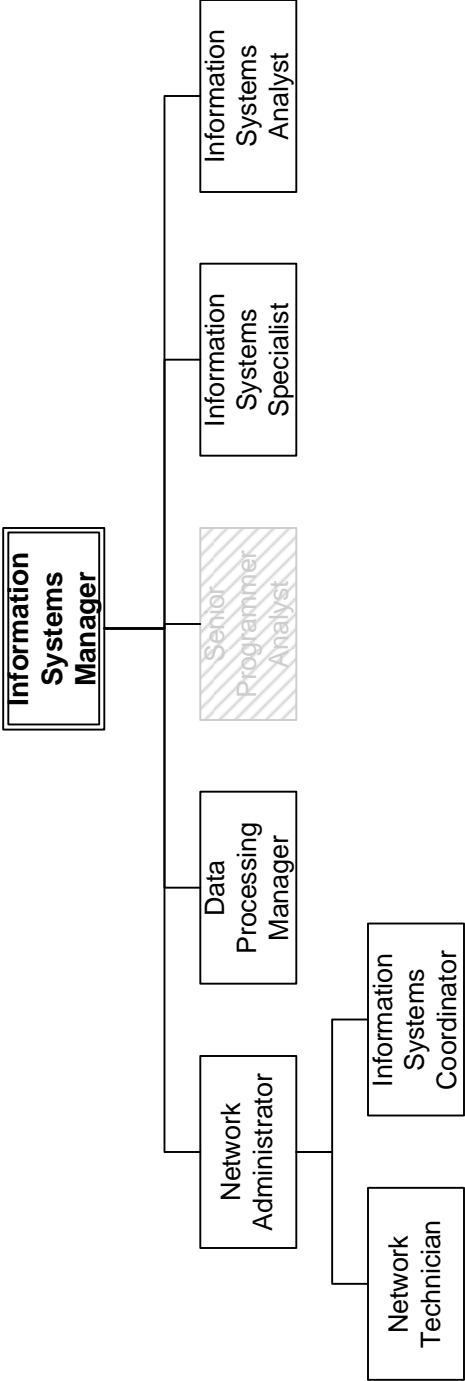 Information
Systems
Manager
Network
Administrator
Data
Processing
Manager
Senior
Programmer
Analyst
Information
Systems
Specialist
Information
Systems
Analyst
Network
Technician
Information
Systems
Coordinator